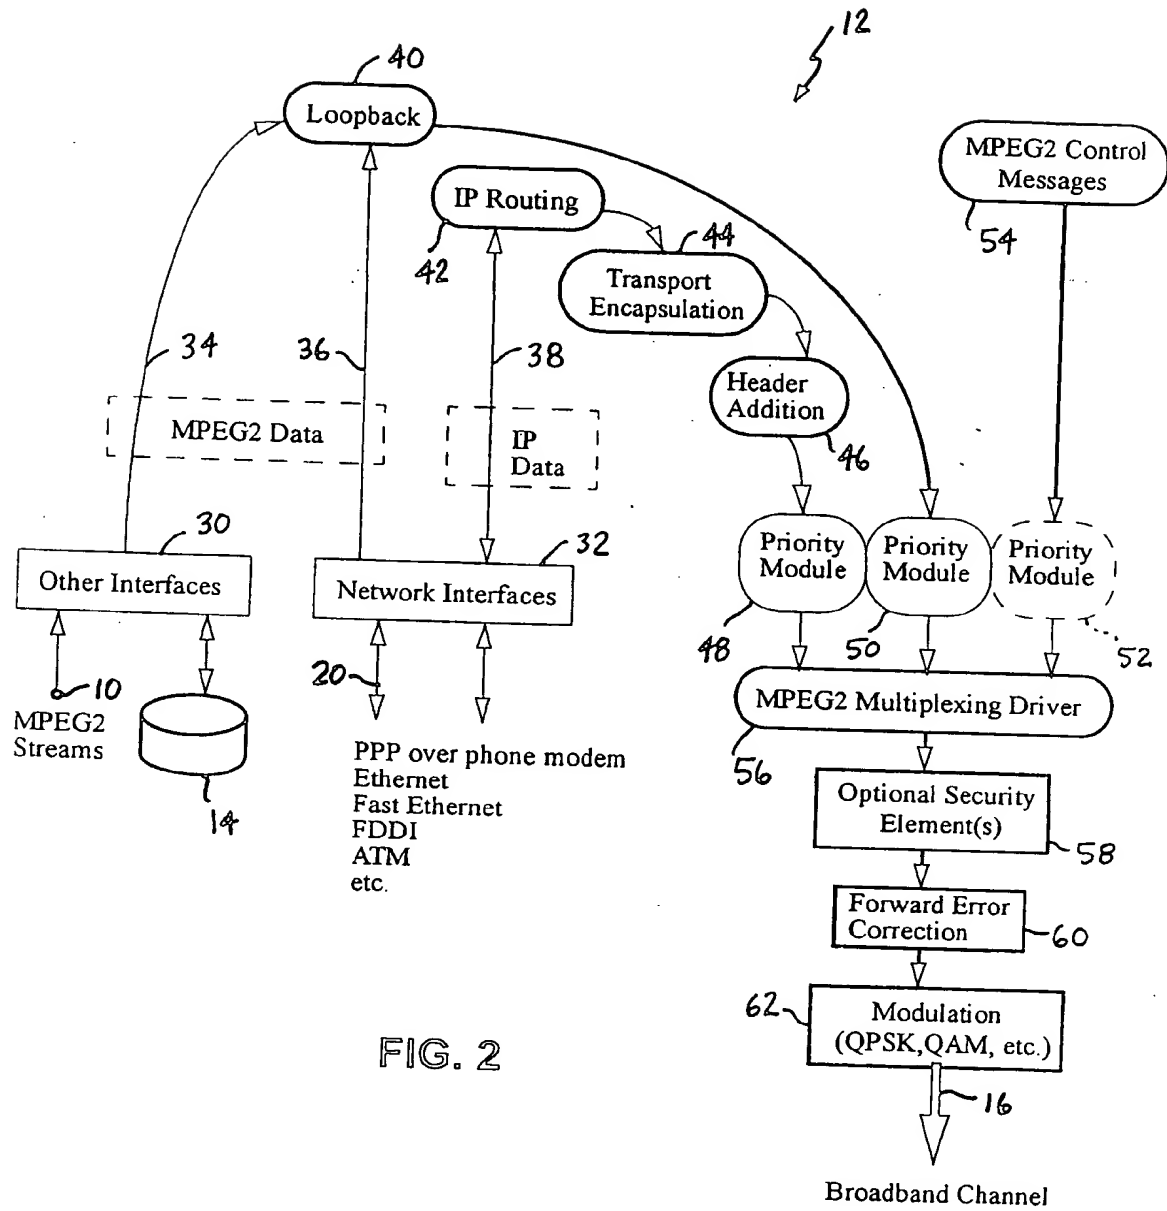 12
40
Loopback
MPEG2 Control
Messages
54
IP Routing
42
44
Transport
Encapsulation
34
36
38
Header
Addition
46
MPEG2 Data
IP
Data
30
Other Interfaces
32
Network Interfaces
Priority
Module
Priority
Module
Priority
Module
48
50
52
10
MPEG2
Streams
14
20
PPP over phone modem
Ethernet
Fast Ethernet
FDDI
ATM
etc.
MPEG2 Multiplexing Driver
56
Optional Security
Element(s)
58
Forward Error
Correction
60
62
Modulation
(QPSK,QAM, etc.)
16
Broadband Channel
FIG. 2